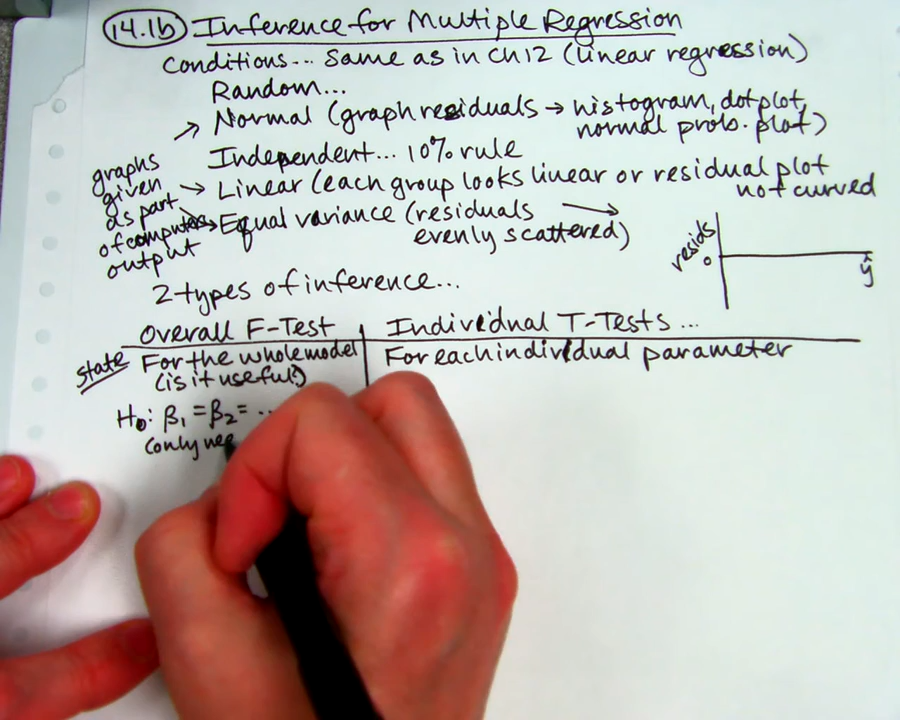 14.1b Inference for Multiple Regression
Conditions... Same as in Ch 12 (linear regression)
Random...
Normal (graph residuals → histogram, dotplot,
normal prob. plot)
Independent... 10% rule
Linear (each group looks linear or residual plot
not curved
Equal variance (residuals
evenly scattered)
graphs
given
as part
of computer
output
resids
0
ŷ
2 types of inference...
Overall F-Test
Individual T-Tests ...
State
For the whole model
(is it useful?)
For each individual parameter
H₀: β₁ = β₂ = ...
(only